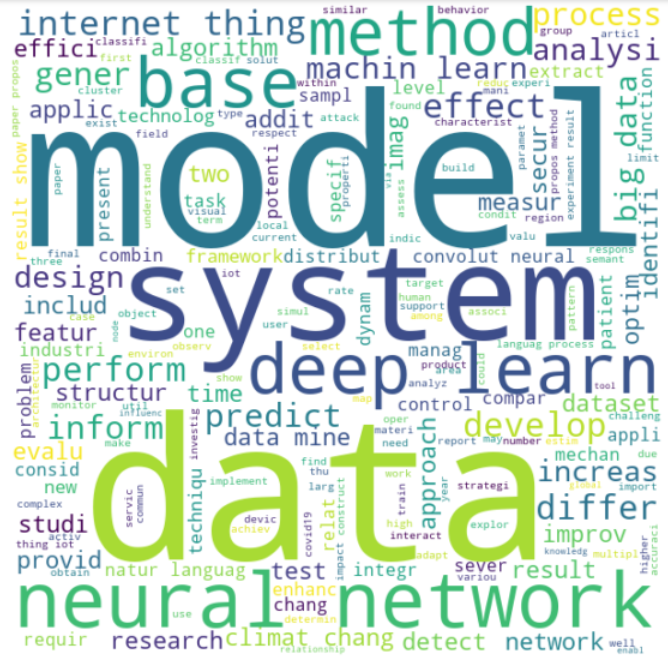 similar behavior
internet thing method process
classifi group articl
effici algorithm machin learn analysi
first classif solut within reduc experi extract
gener base
cluster level mani
paper propos
applic technolog type addit sampl found effect characterist big data function
exist attack
field respect
imag secur paramet propos method experiment result limit
model
result show paper present understand two task potenti specif properti assess via build measur identifi
visual term local condit region
current indic valu respons
final combin framework distribut convolut neural semant
three
system
design iot set rate dynam target human support among associ pattern optim patient
includ object simul
featur case node one user
industri environ observ select languag process
deep learn
problem architectur perform show manag area product could tool
structur time map analyz control compar dataset
monitor util influenc predict oper materi challeng
inform make investig data mine need report may number estim develop appli due
data
evalu find work approach year mechan
consid techniqu implement thu larg train strategi increas
new servic commun relat high explor global import
complex devic covid19 interact differ
studi achiev impact construct
activ adapt
thing iot knowledg improv
provid natur languag test integr sever result multipl higher accuraci
obtain variou
enhanc
chang
neural network
use determin
requir research climat chang detect network well
relationship enabl